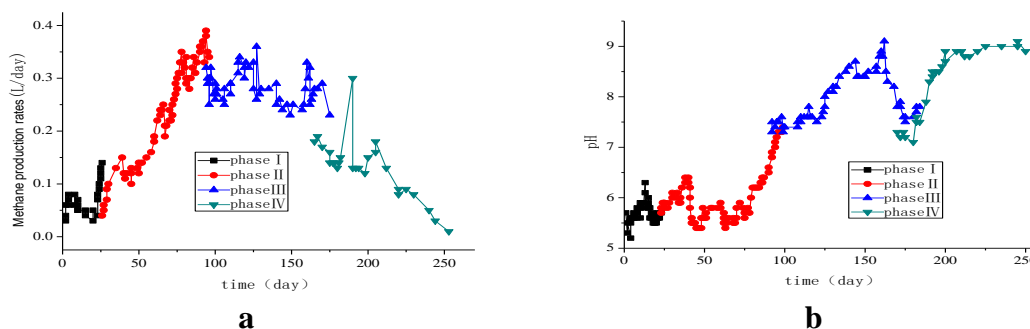 Methane production rates (L/day)
0.4
0.3
0.2
0.1
0.0
phase I
phase II
phaseIII
phaseIV
0 50 100 150 200 250
time (day)
a
pH
9
8
7
6
5
phase I
phase II
phaseIII
phaseIV
0 50 100 150 200 250
time (day)
b